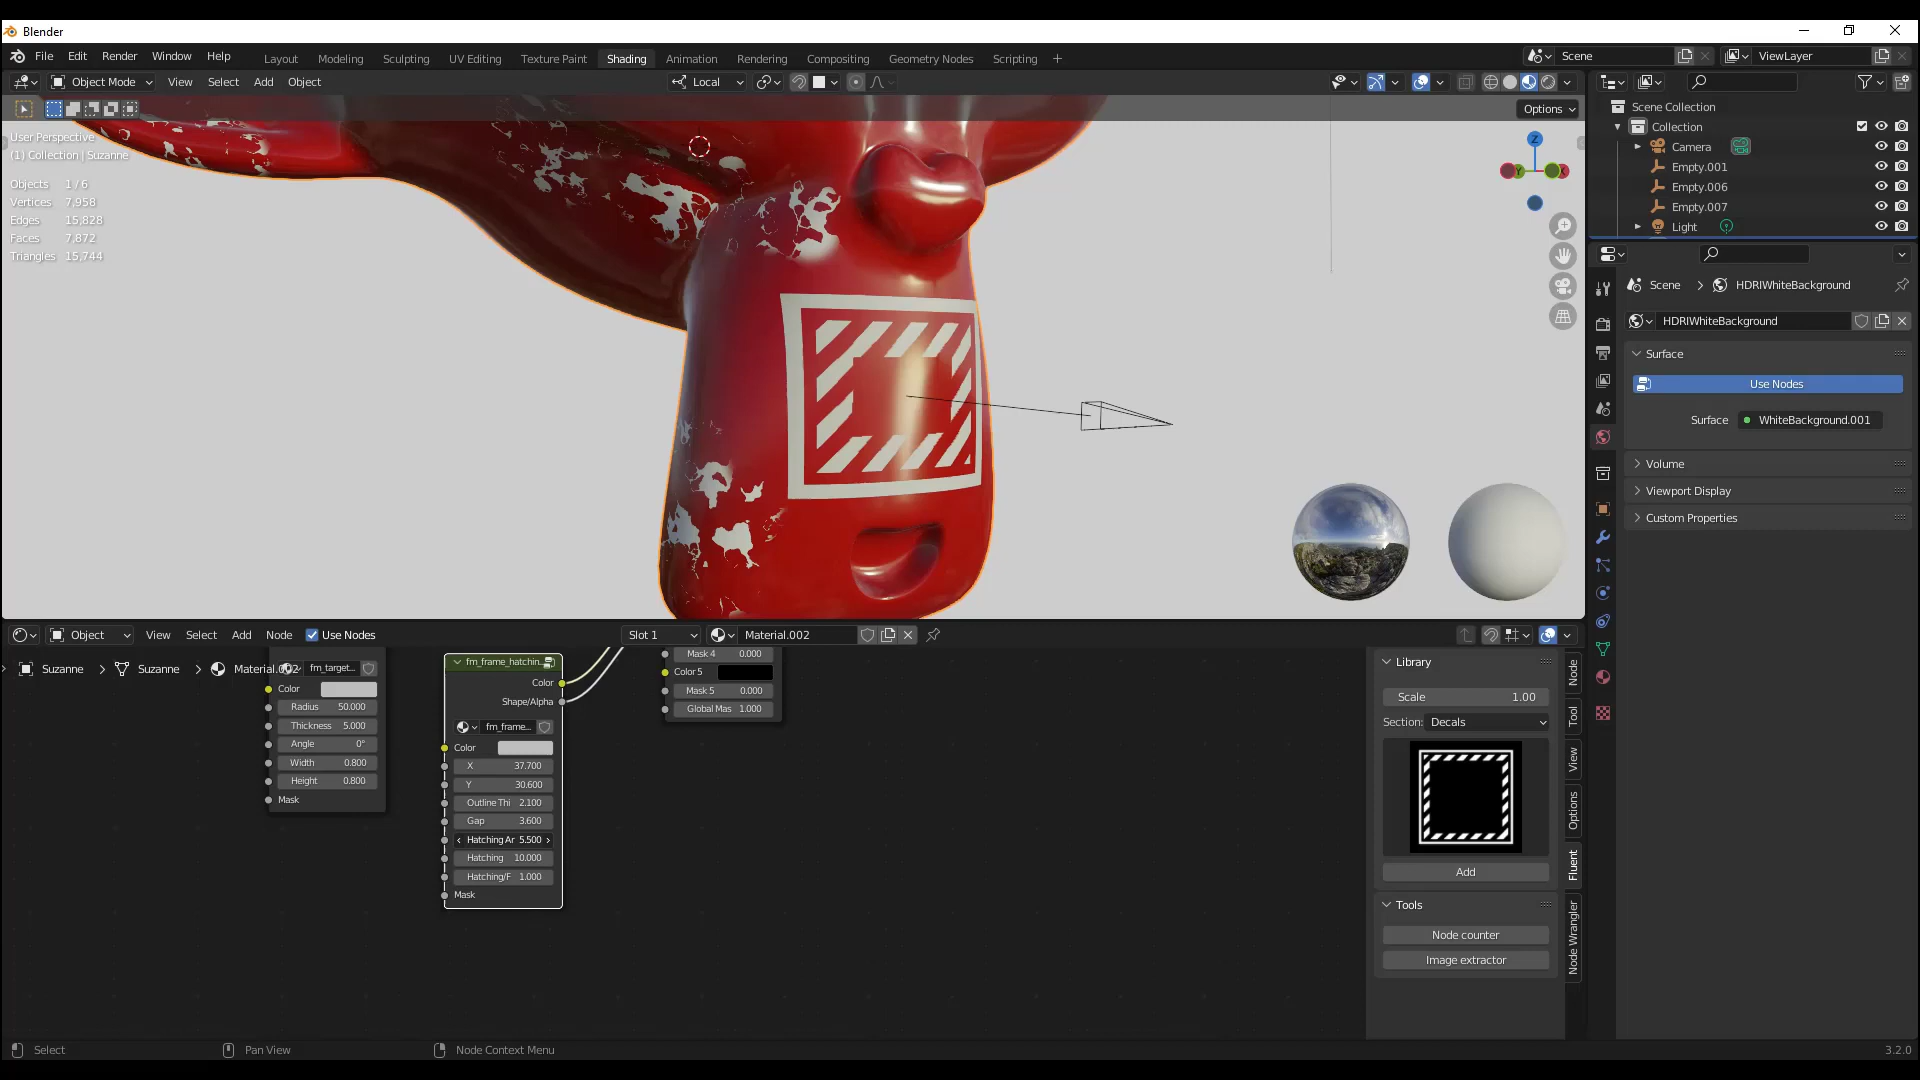 Blender
File Edit Render Window Help Layout Modeling Sculpting UV Editing Texture Paint Shading Animation Rendering Compositing Geometry Nodes Scripting + Scene ViewLayer
Object Mode View Select Add Object Local
Options
User Perspective
(1) Collection | Suzanne
Objects 1 / 6
Vertices 7,958
Edges 15,828
Faces 7,872
Triangles 15,744
Z
Y
X
Scene Collection
Collection
Camera
Empty.001
Empty.006
Empty.007
Light
Scene > HDRIWhiteBackground
HDRIWhiteBackground
Surface
Use Nodes
Surface WhiteBackground.001
Volume
Viewport Display
Custom Properties
Object View Select Add Node Use Nodes Slot 1 Material.002
Suzanne > Suzanne > Material.002
fm_target...
Color
Radius 50.000
Thickness 5.000
Angle 0°
Width 0.800
Height 0.800
Mask
fm_frame_hatchin...
Color
Shape/Alpha
fm_frame...
Color
X 37.700
Y 30.600
Outline Thi 2.100
Gap 3.600
Hatching Ar 5.500
Hatching 10.000
Hatching/F 1.000
Mask
Mask 4 0.000
Color 5
Mask 5 0.000
Global Mas 1.000
Library
Scale 1.00
Section: Decals
Add
Tools
Node counter
Image extractor
Node
Tool
View
Options
Fluent
Node Wrangler
Select Pan View Node Context Menu 3.2.0